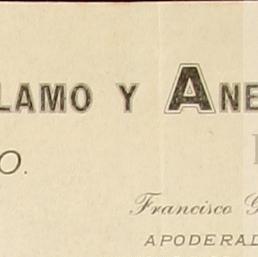 LAMO Y ANE
O.
Francisco G
APODERAD